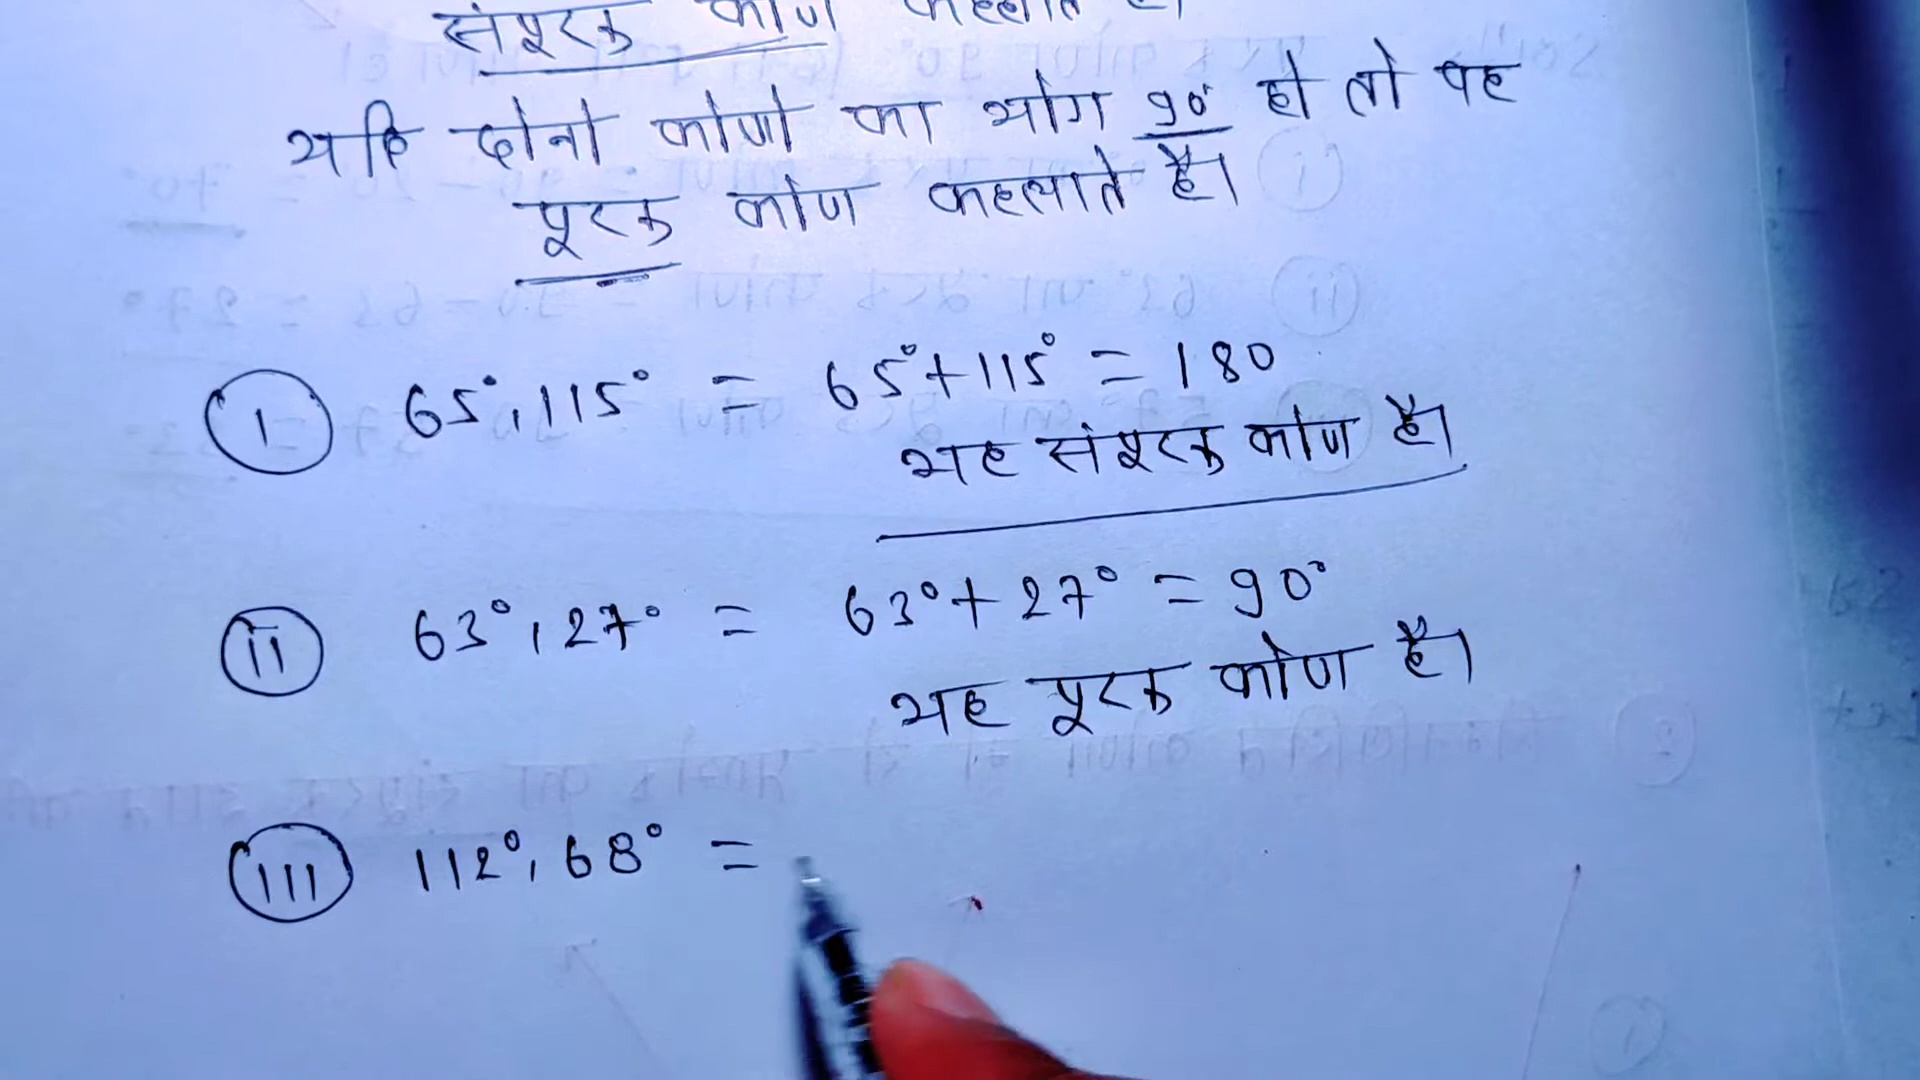 संपूरक कोण कहलाते है।
यदि दोनो कोणो का योग 90° हो तो वह
पूरक कोण कहलाते है।
i 65°, 115° = 65° + 115° = 180
यह संपूरक कोण है।
ii 63°, 27° = 63° + 27° = 90°
यह पूरक कोण है।
iii 112°, 68° =